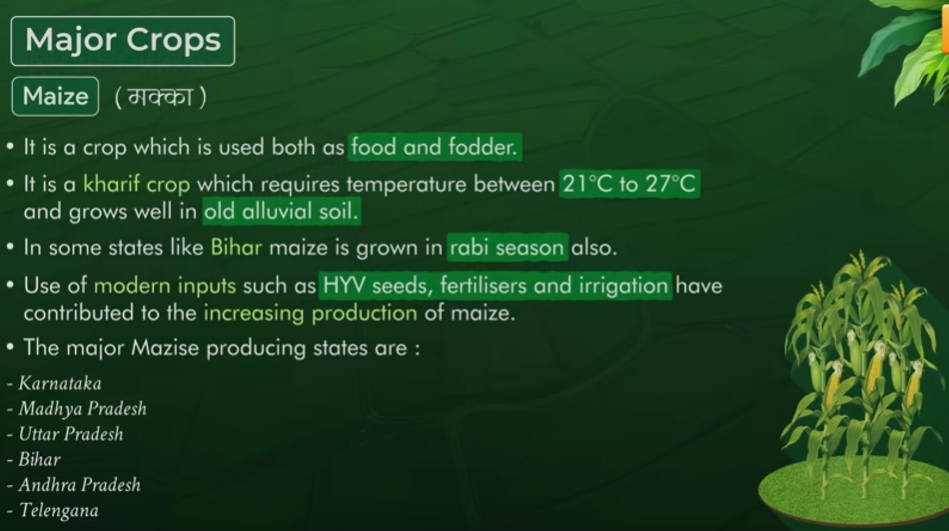 Major Crops
Maize (मक्का)
• It is a crop which is used both as food and fodder.
• It is a kharif crop which requires temperature between 21°C to 27°C
and grows well in old alluvial soil.
• In some states like Bihar maize is grown in rabi season also.
• Use of modern inputs such as HYV seeds, fertilisers and irrigation have
contributed to the increasing production of maize.
• The major Mazise producing states are :
- Karnataka
- Madhya Pradesh
- Uttar Pradesh
- Bihar
- Andhra Pradesh
- Telengana